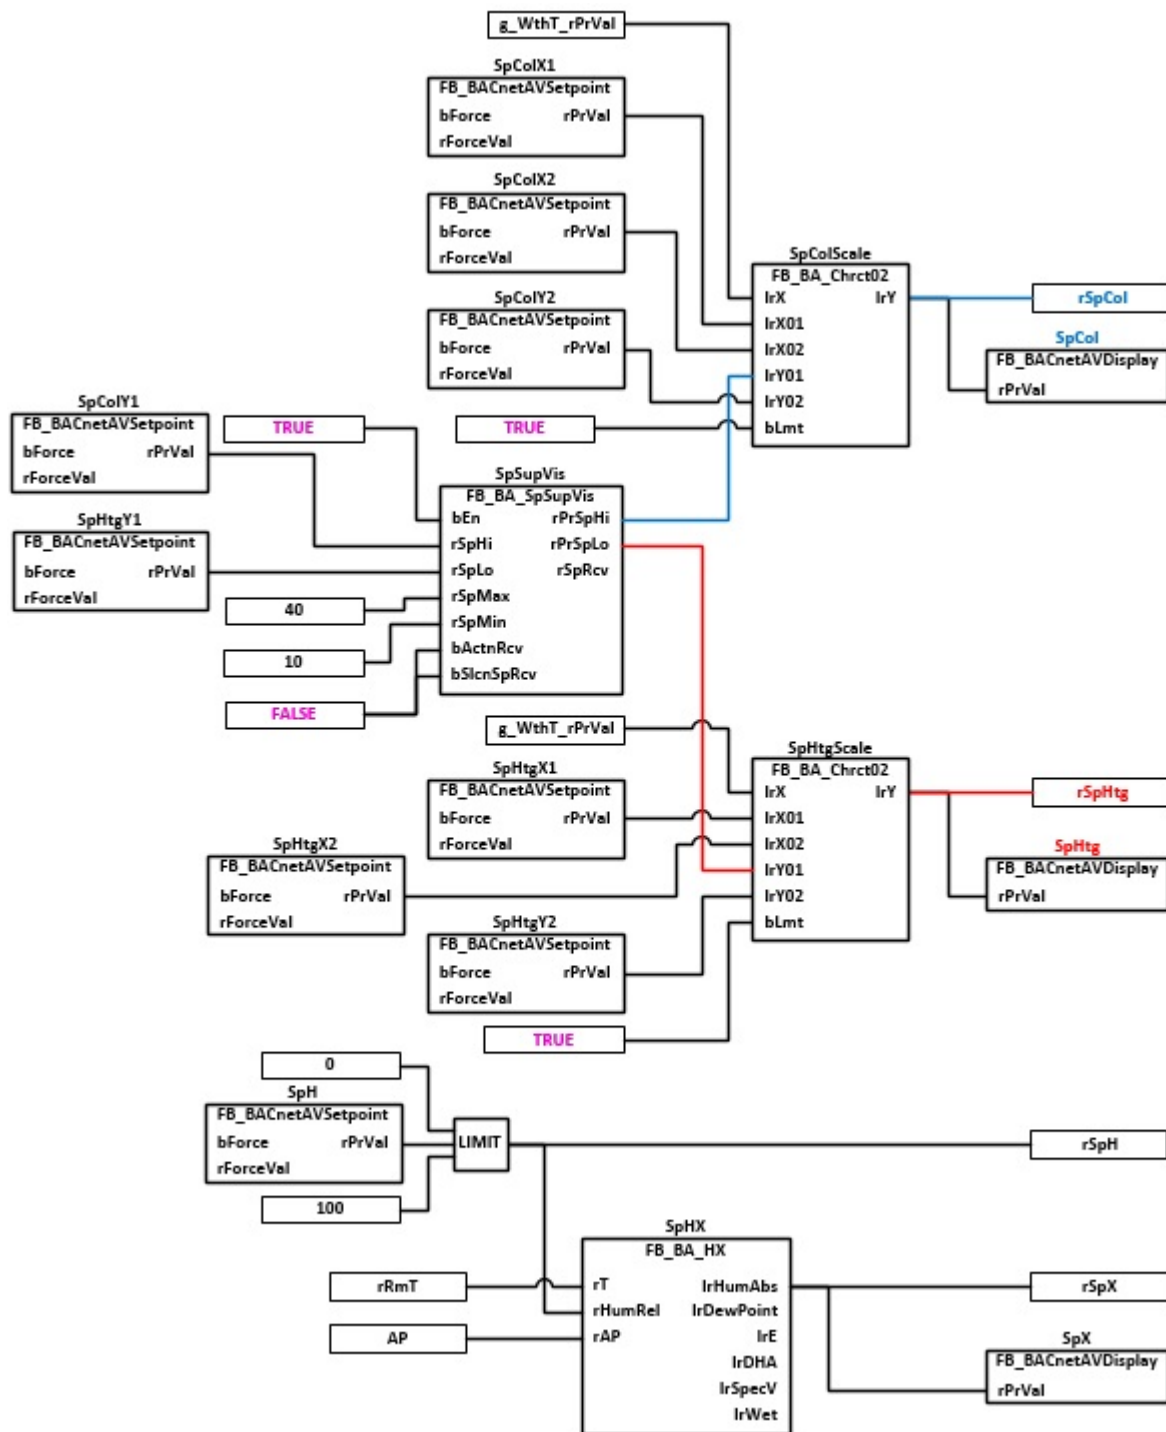 g_WthT_rPrVal
SpColX1
FB_BACnetAVSetpoint
bForce rPrVal
rForceVal
SpColX2
FB_BACnetAVSetpoint
bForce rPrVal
rForceVal
SpColY2
FB_BACnetAVSetpoint
bForce rPrVal
rForceVal
SpColScale
FB_BA_Chrct02
lrX lrY
lrX01
lrX02
lrY01
lrY02
bLmt
rSpCol
SpCol
FB_BACnetAVDisplay
rPrVal
SpColY1
FB_BACnetAVSetpoint
bForce rPrVal
rForceVal
TRUE
TRUE
SpHtgY1
FB_BACnetAVSetpoint
bForce rPrVal
rForceVal
40
10
FALSE
SpSupVis
FB_BA_SpSupVis
bEn rPrSpHi
rSpHi rPrSpLo
rSpLo rSpRcv
rSpMax
rSpMin
bActnRcv
bSlcnSpRcv
g_WthT_rPrVal
SpHtgX1
FB_BACnetAVSetpoint
bForce rPrVal
rForceVal
SpHtgX2
FB_BACnetAVSetpoint
bForce rPrVal
rForceVal
SpHtgY2
FB_BACnetAVSetpoint
bForce rPrVal
rForceVal
TRUE
SpHtgScale
FB_BA_Chrct02
lrX lrY
lrX01
lrX02
lrY01
lrY02
bLmt
rSpHtg
SpHtg
FB_BACnetAVDisplay
rPrVal
0
SpH
FB_BACnetAVSetpoint
bForce rPrVal
rForceVal
100
LIMIT
rSpH
SpHX
FB_BA_HX
rT lrHumAbs
rHumRel lrDewPoint
rAP lrE
lrDHA
lrSpecV
lrWet
rRmT
AP
rSpX
SpX
FB_BACnetAVDisplay
rPrVal